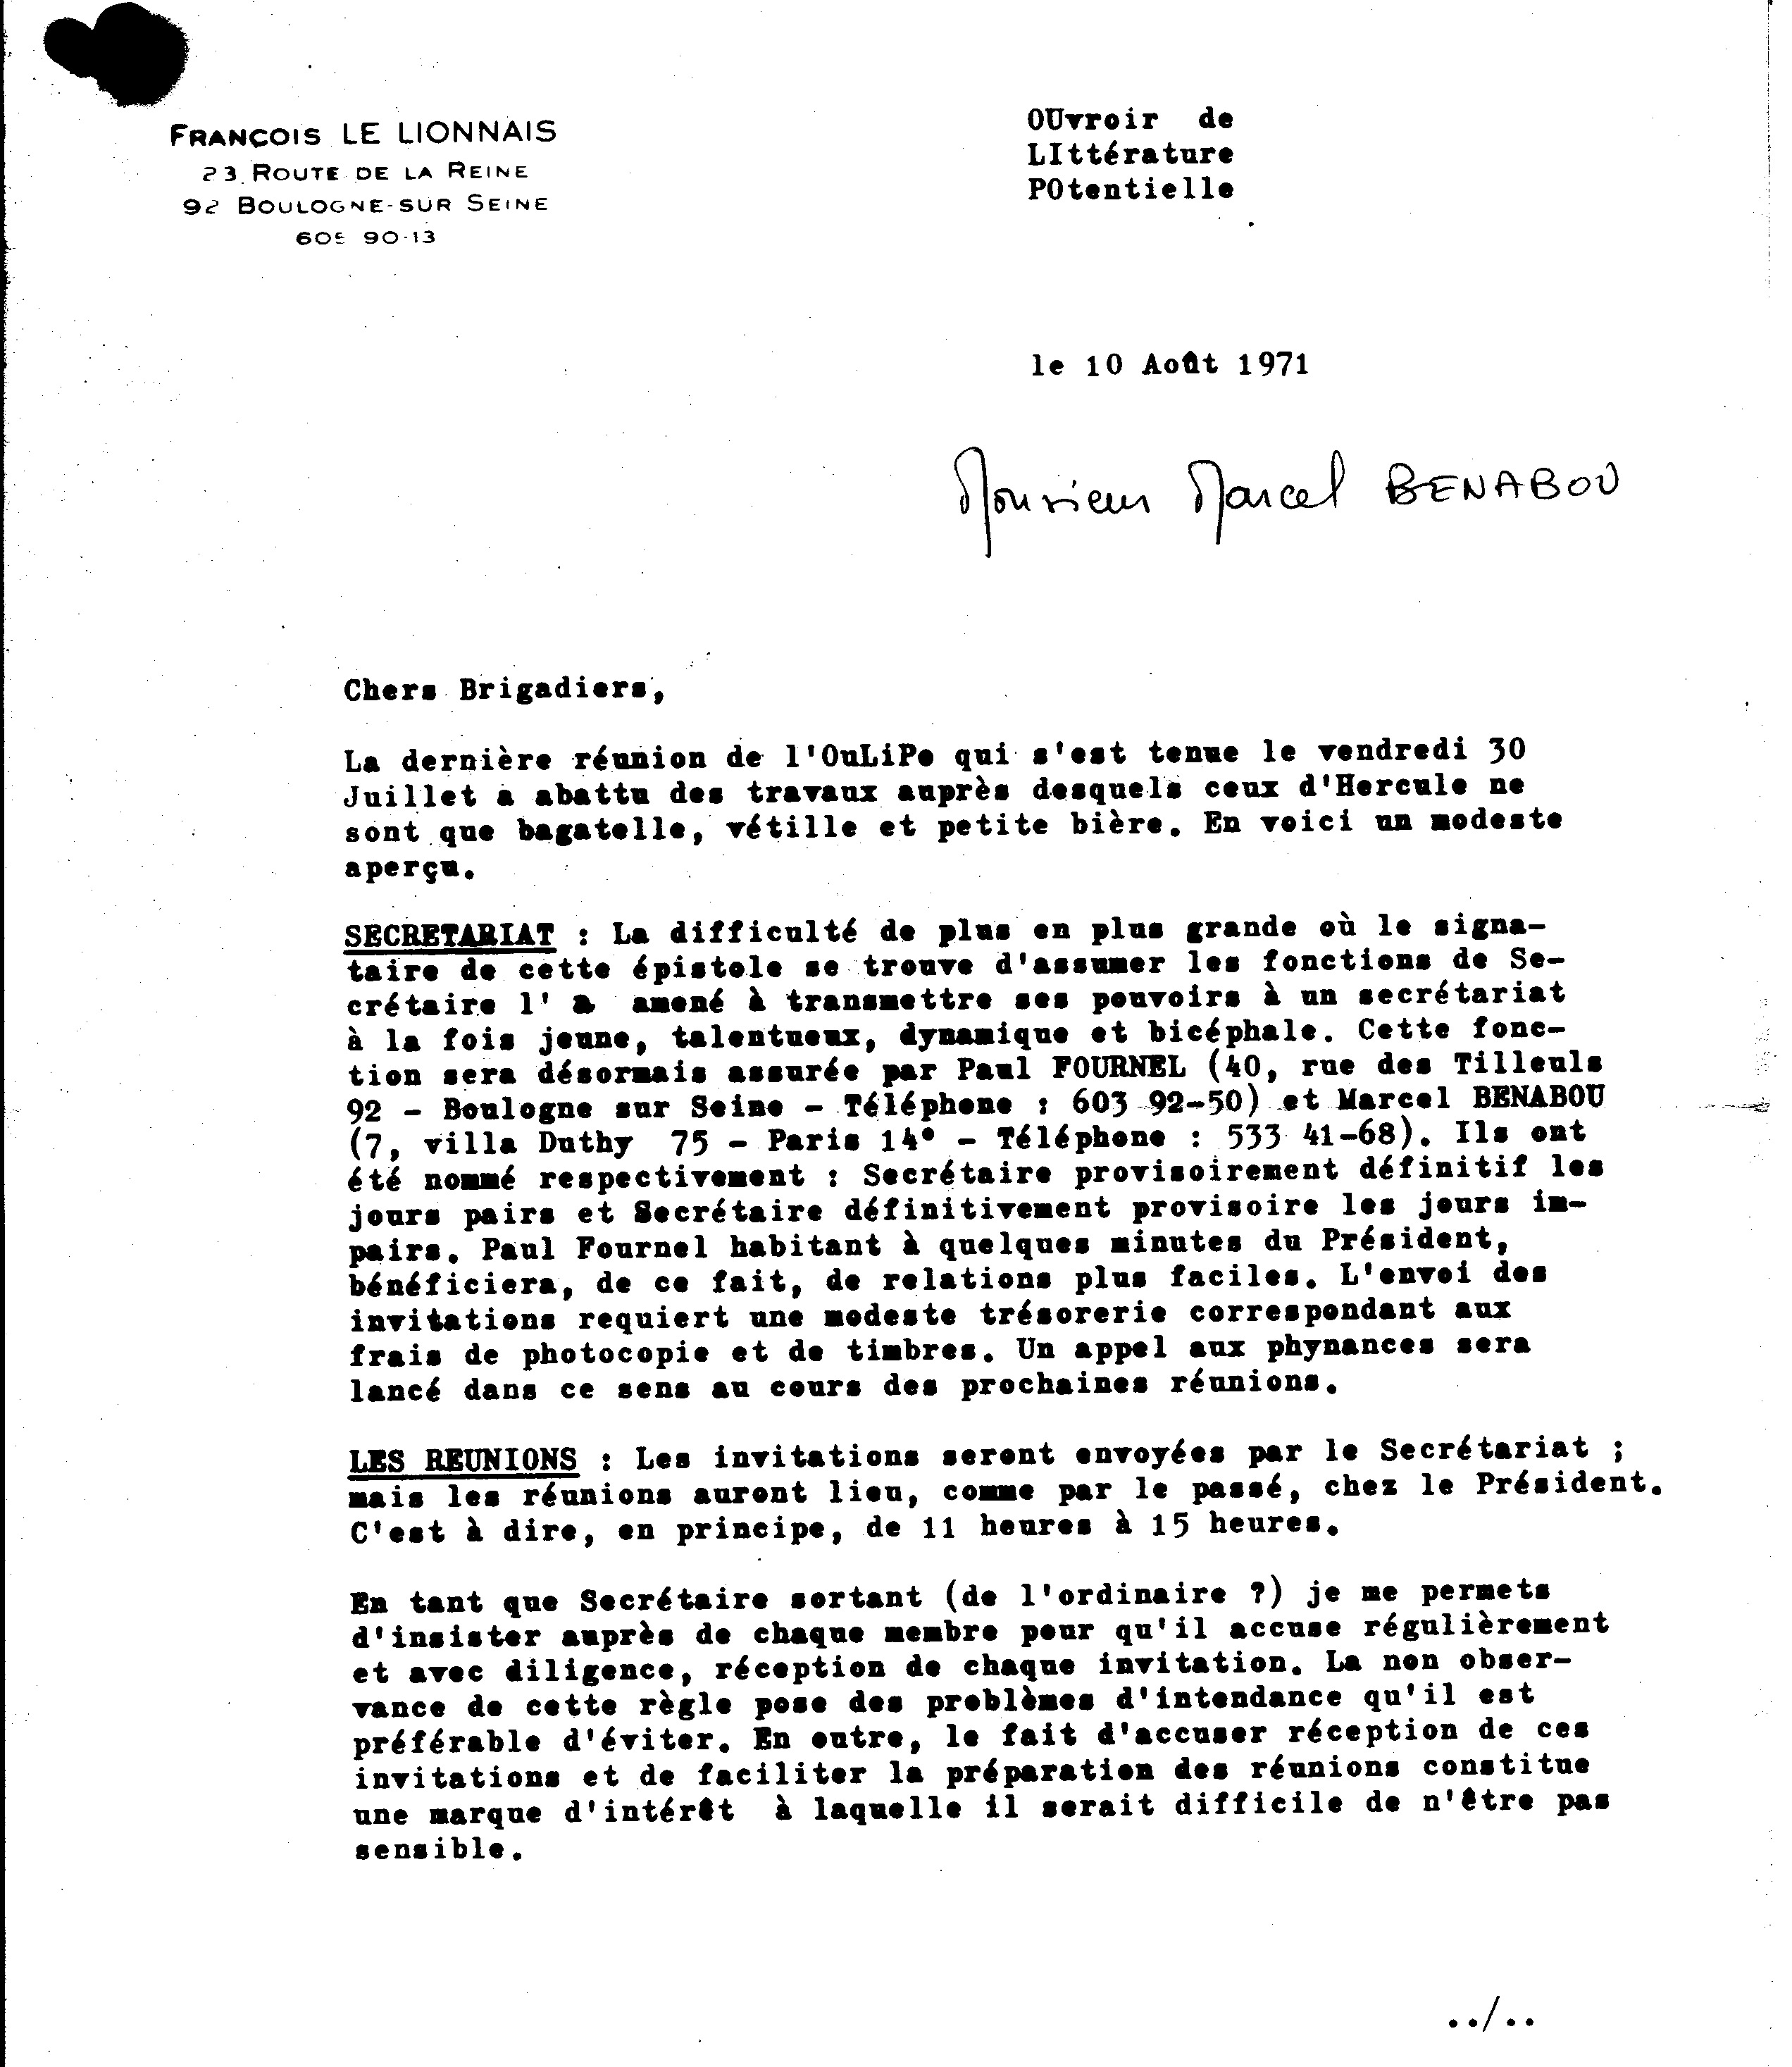 FRANÇOIS LE LIONNAIS
23, ROUTE DE LA REINE
92 BOULOGNE-SUR SEINE
605 90-13
OUvroir de
LIttérature
POtentielle
le 10 Août 1971
Monsieur Marcel BENABOU
Chers Brigadiers,
La dernière réunion de l'OuLiPo qui s'est tenue le vendredi 30
Juillet a abattu des travaux auprès desquels ceux d'Hercule ne
sont que bagatelle, vétille et petite bière. En voici un modeste
aperçu.
SECRETARIAT : La difficulté de plus en plus grande où le signa-
taire de cette épistole se trouve d'assumer les fonctions de Se-
crétaire l' a amené à transmettre ses pouvoirs à un secrétariat
à la fois jeune, talentueux, dynamique et bicéphale. Cette fonc-
tion sera désormais assurée par Paul FOURNEL (40, rue des Tilleuls
92 - Boulogne sur Seine - Téléphone : 603 92-50) et Marcel BENABOU
(7, villa Duthy 75 - Paris 14° - Téléphone : 533 41-68). Ils ont
été nommé respectivement : Secrétaire provisoirement définitif les
jours pairs et Secrétaire définitivement provisoire les jours im-
pairs. Paul Fournel habitant à quelques minutes du Président,
bénéficiera, de ce fait, de relations plus faciles. L'envoi des
invitations requiert une modeste trésorerie correspondant aux
frais de photocopie et de timbres. Un appel aux phynances sera
lancé dans ce sens au cours des prochaines réunions.
LES REUNIONS : Les invitations seront envoyées par le Secrétariat ;
mais les réunions auront lieu, comme par le passé, chez le Président.
C'est à dire, en principe, de 11 heures à 15 heures.
En tant que Secrétaire sortant (de l'ordinaire ?) je me permets
d'insister auprès de chaque membre pour qu'il accuse régulièrement
et avec diligence, réception de chaque invitation. La non obser-
vance de cette règle pose des problèmes d'intendance qu'il est
préférable d'éviter. En outre, le fait d'accuser réception de ces
invitations et de faciliter la préparation des réunions constitue
une marque d'intérêt à laquelle il serait difficile de n'être pas
sensible.
../..